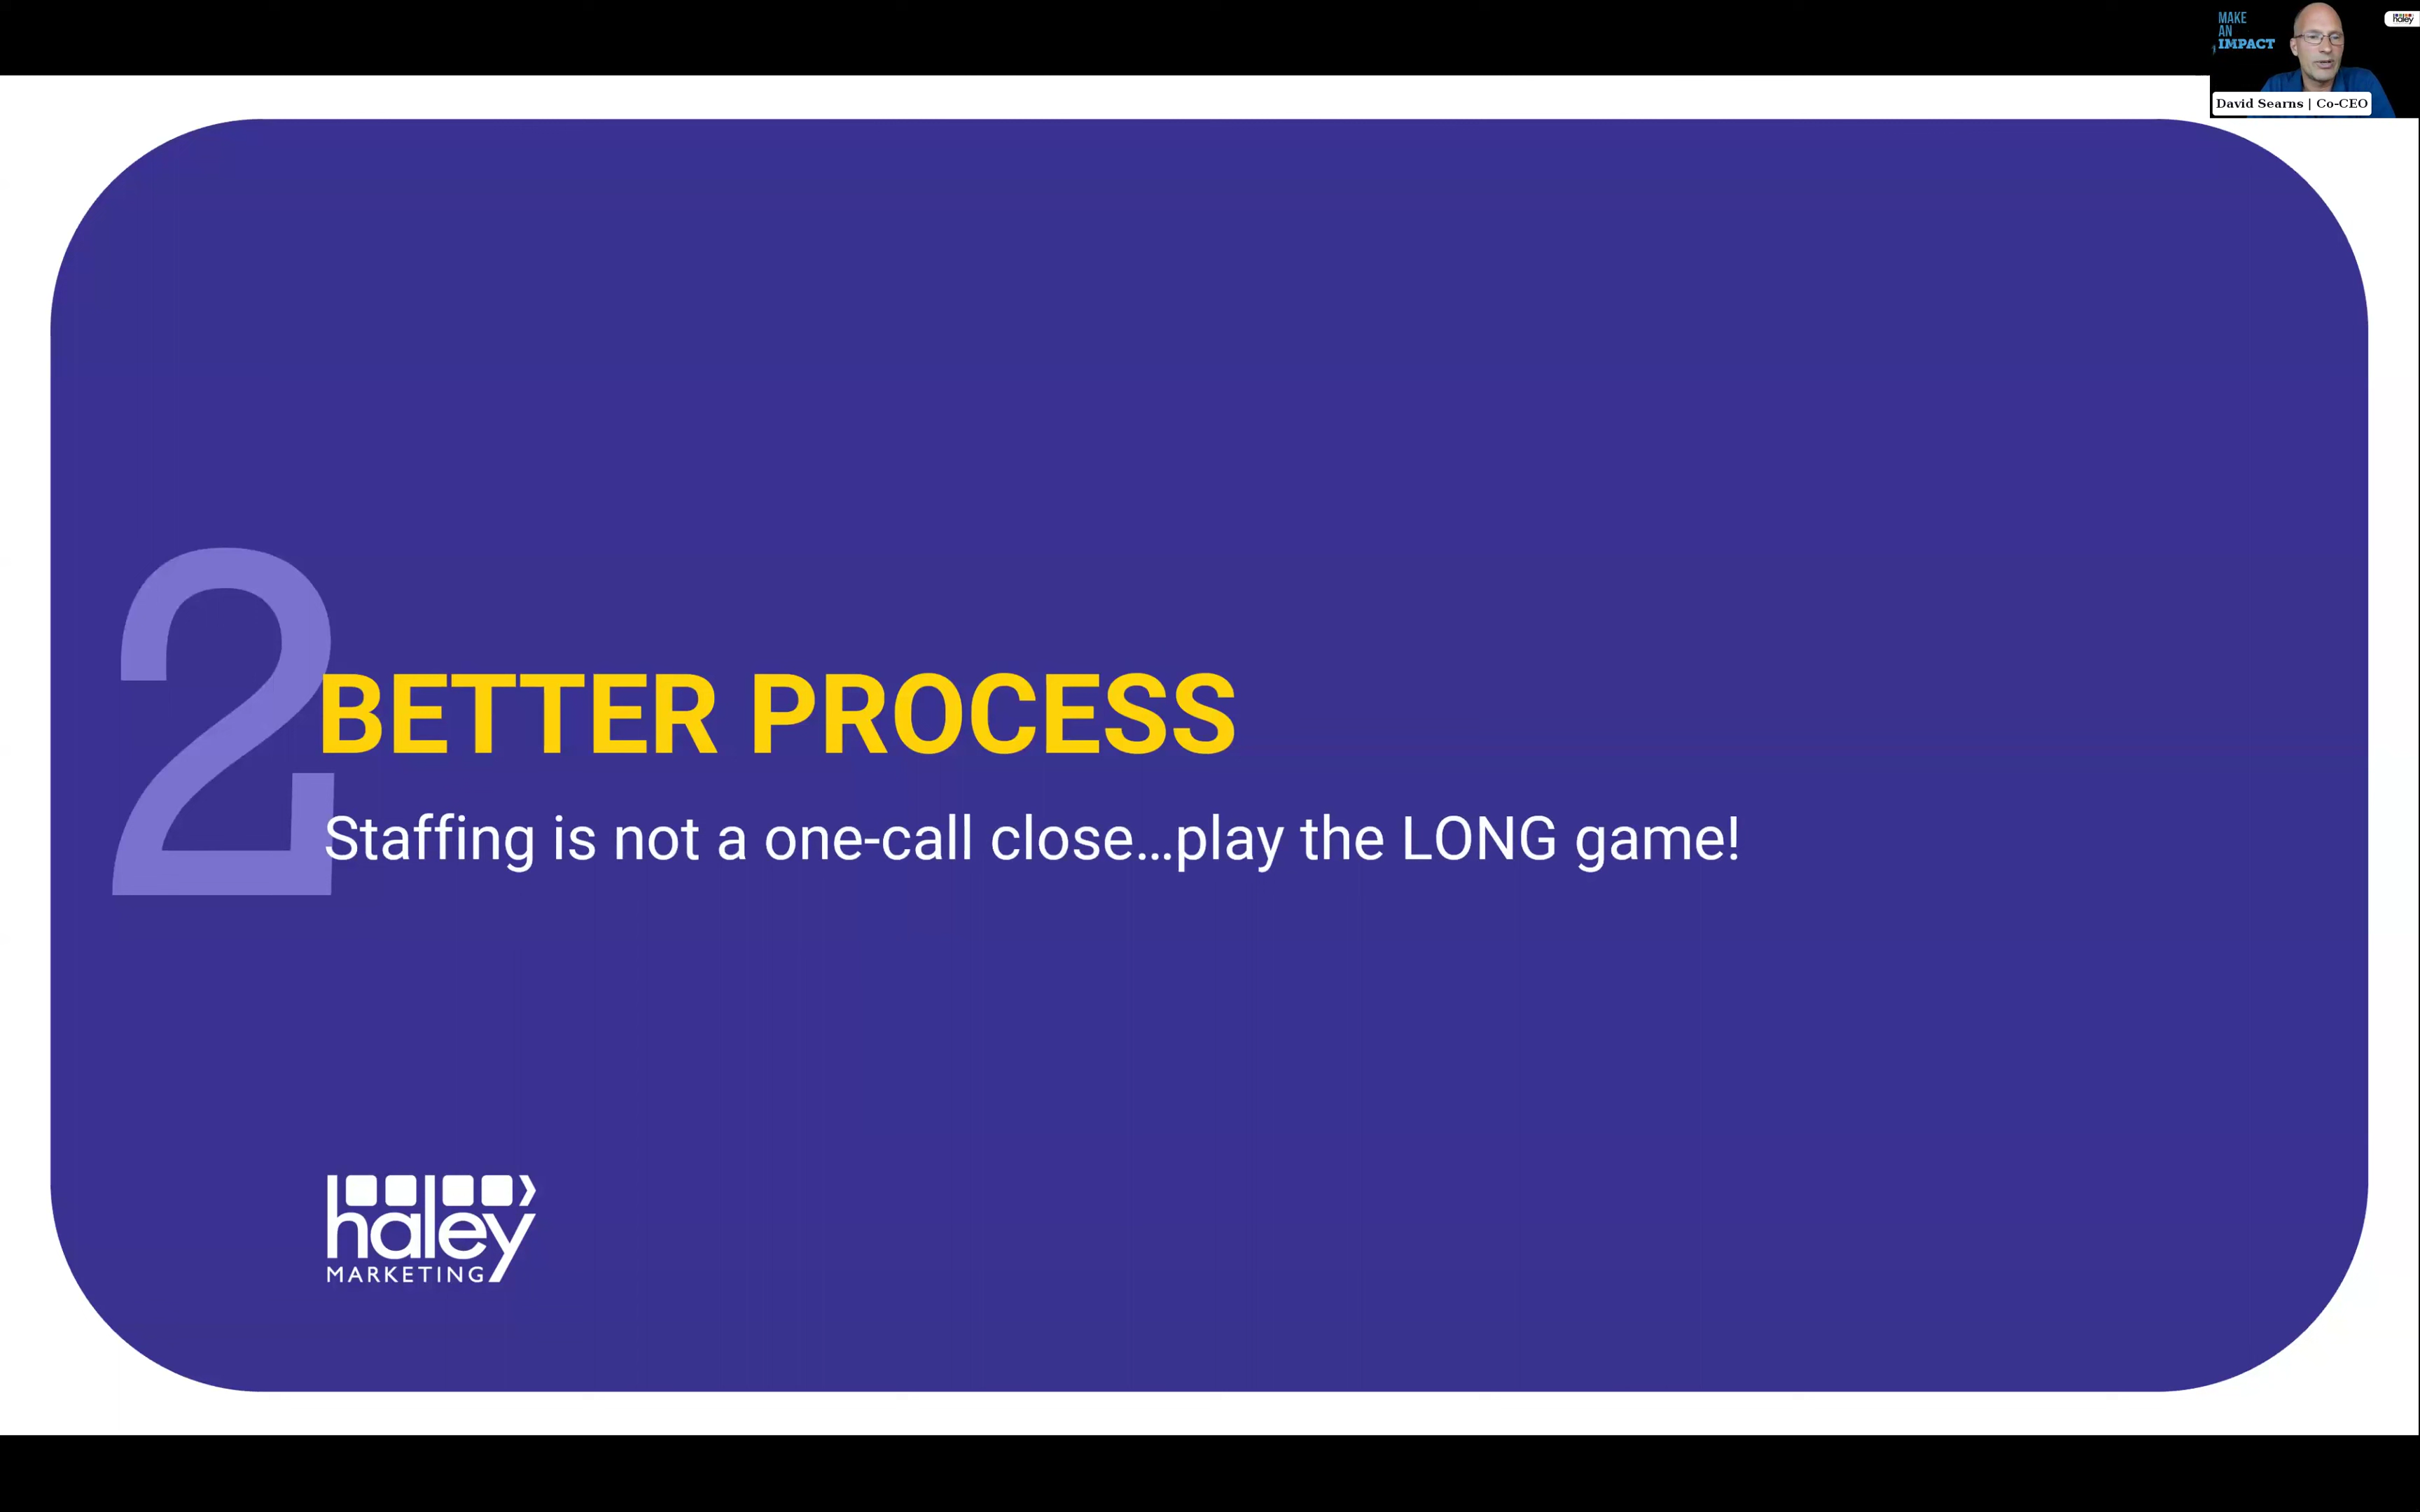 MAKE
AN
IMPACT
haley
David Searns | Co-CEO
2
BETTER PROCESS
Staffing is not a one-call close...play the LONG game!
haley
MARKETING